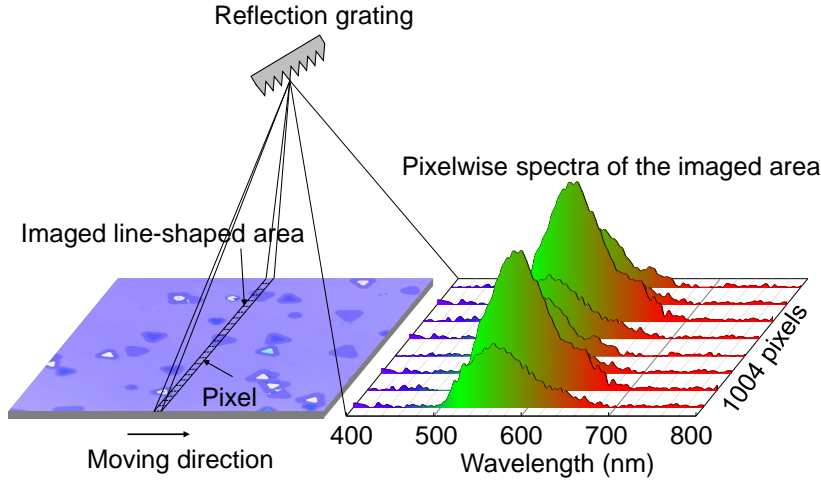 Reflection grating
Pixelwise spectra of the imaged area
Imaged line-shaped area
Pixel
1004 pixels
400 500 600 700 800
Moving direction
Wavelength (nm)